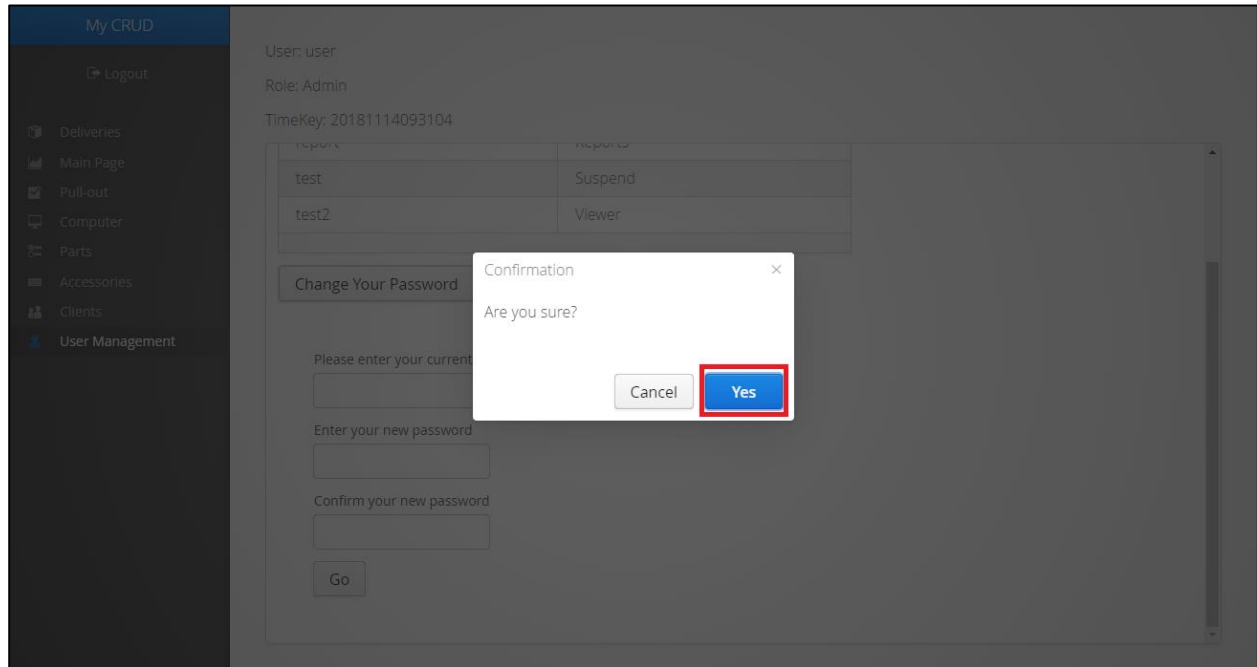 My CRUD
Logout
Deliveries
Main Page
Pull-out
Computer
Parts
Accessories
Clients
User Management
User: user
Role: Admin
TimeKey: 20181114093104
report Reports
test Suspend
test2 Viewer
Change Your Password
Confirmation ×
Are you sure?
Cancel Yes
Please enter your current
Enter your new password
Confirm your new password
Go